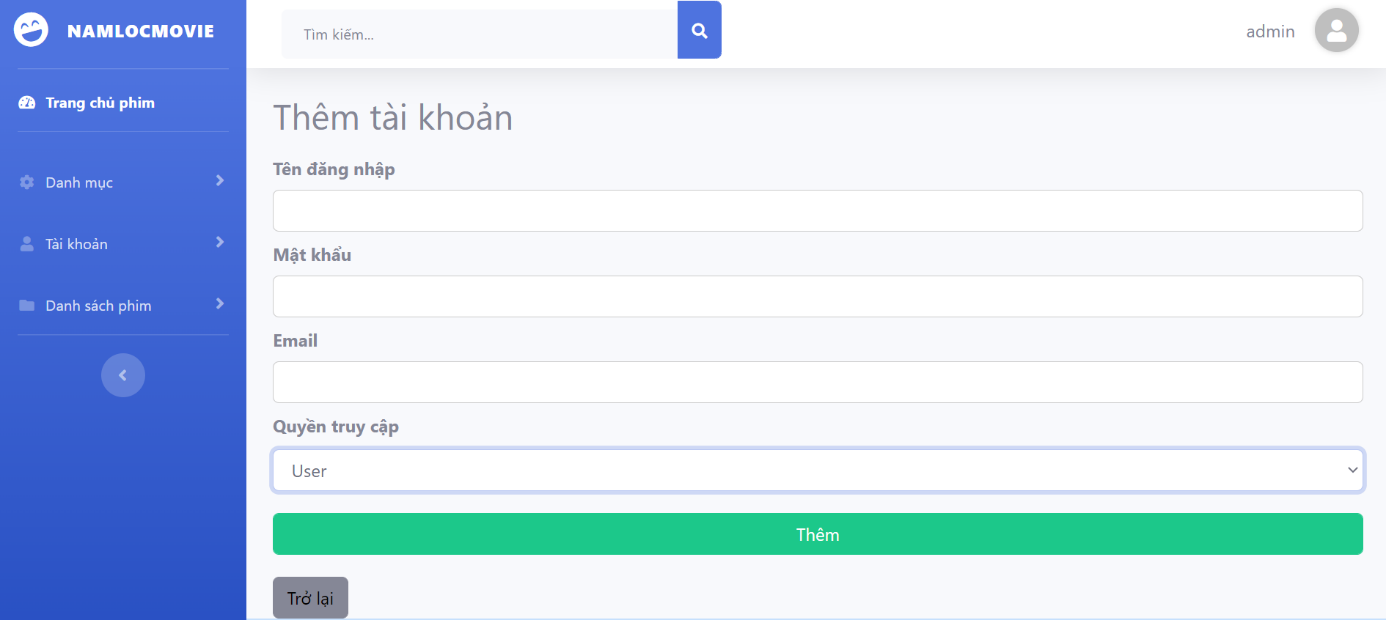 NAMLOCMOVIE
Tìm kiếm...
admin
Trang chủ phim
Danh mục
Tài khoản
Danh sách phim
Thêm tài khoản
Tên đăng nhập
Mật khẩu
Email
Quyền truy cập
User
Thêm
Trở lại